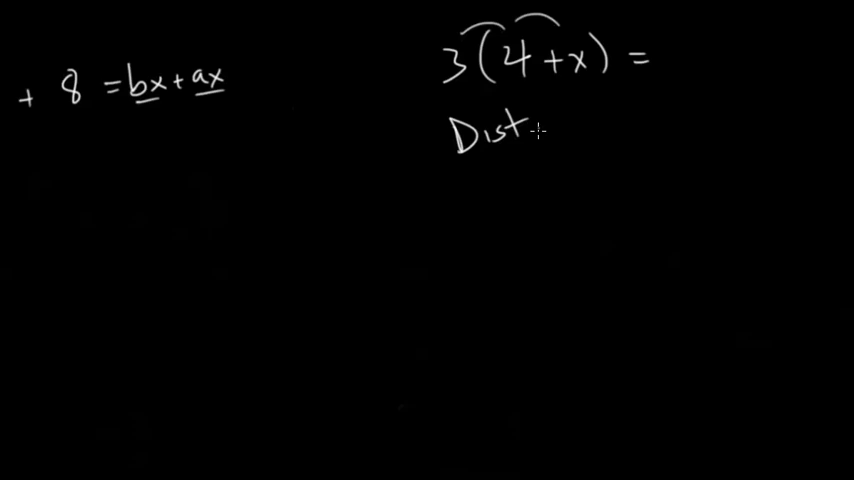 + 8 = bx + ax
3(4+x) =
Dist